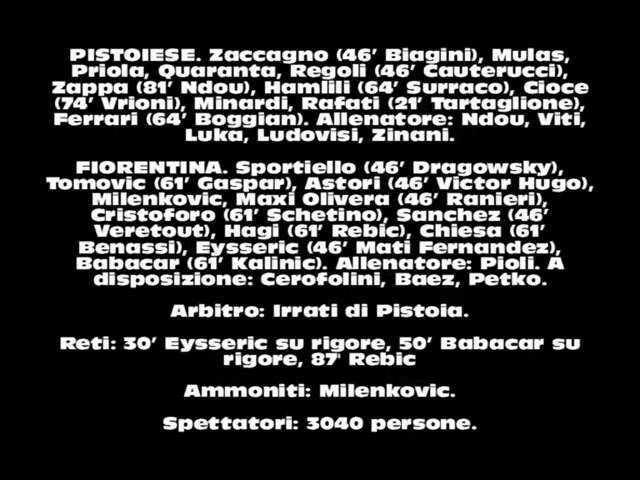 PISTOIESE. Zaccagno (46' Biagini), Mulas,
Priola, Quaranta, Regoli (46' Cauterucci),
Zappa (81' Ndou), Hamlili (64' Surraco), Cioce
(74' Vrioni), Minardi, Rafati (21' Tartaglione),
Ferrari (64' Boggian). Allenatore: Ndou, Viti,
Luka, Ludovisi, Zinani.
FIORENTINA. Sportiello (46' Dragowsky),
Tomovic (61' Gaspar), Astori (46' Victor Hugo),
Milenkovic, Maxi Olivera (46' Ranieri),
Cristoforo (61' Schetino), Sanchez (46'
Veretout), Hagi (61' Rebic), Chiesa (61'
Benassi), Eysseric (46' Mati Fernandez),
Babacar (61' Kalinic). Allenatore: Pioli. A
disposizione: Cerofolini, Baez, Petko.
Arbitro: Irrati di Pistoia.
Reti: 30' Eysseric su rigore, 50' Babacar su
rigore, 87' Rebic
Ammoniti: Milenkovic.
Spettatori: 3040 persone.